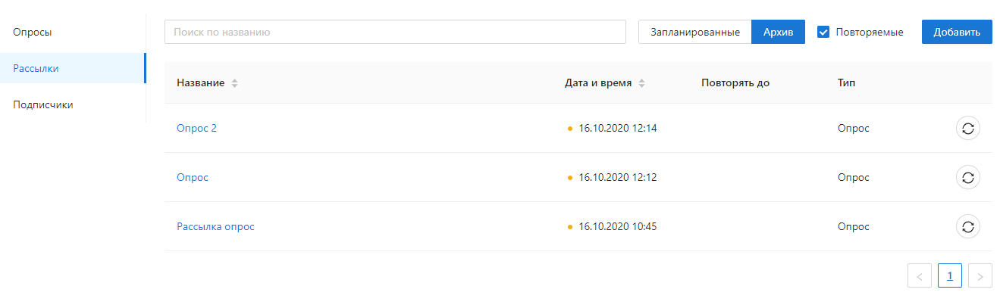 Опросы
Рассылки
Подписчики
Поиск по названию
Запланированные Архив Повторяемые Добавить
Название Дата и время Повторять до Тип
Опрос 2 16.10.2020 12:14 Опрос
Опрос 16.10.2020 12:12 Опрос
Рассылка опрос 16.10.2020 10:45 Опрос
< 1 >